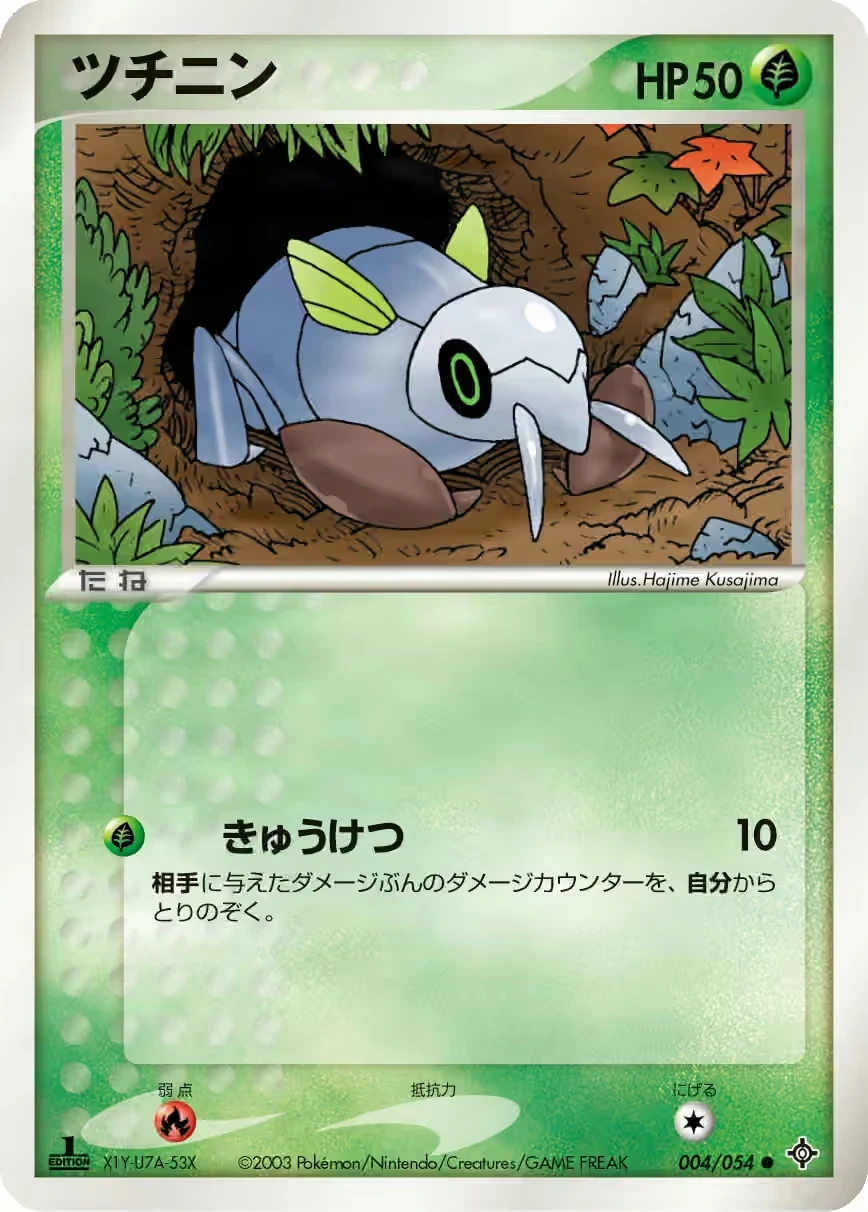 ツチニン HP50
たね Illus.Hajime Kusajima
きゅうけつ 10
相手に与えたダメージぶんのダメージカウンターを、自分から
とりのぞく。
弱点 抵抗力 にげる
1 EDITION X1Y-U7A-53X ©2003 Pokémon/Nintendo/Creatures/GAME FREAK 004/054